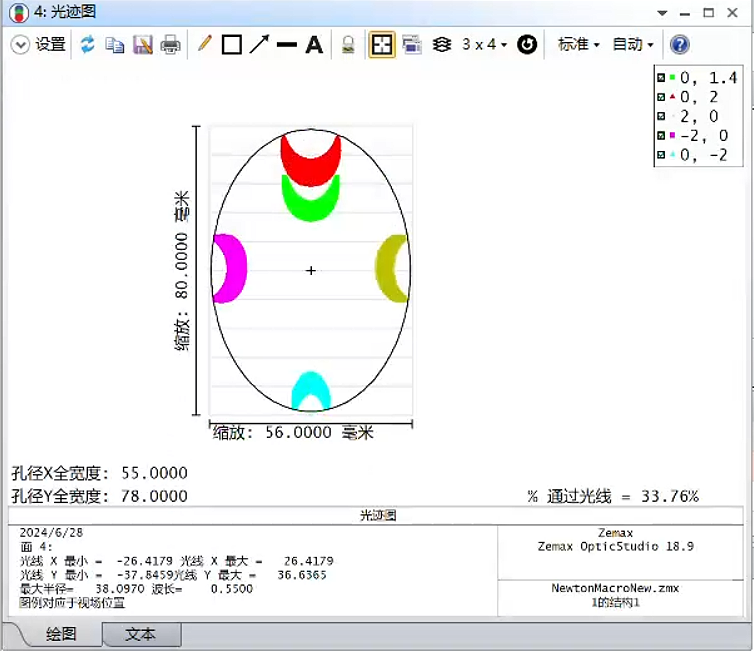 4: 光迹图
设置
A
3 x 4
标准
自动
0, 1.4
0, 2
2, 0
-2, 0
0, -2
缩放: 80.0000 毫米
缩放: 56.0000 毫米
孔径X全宽度: 55.0000
孔径Y全宽度: 78.0000
% 通过光线 = 33.76%
光迹图
2024/6/28
面 4:
光线 X 最小 = -26.4179 光线 X 最大 = 26.4179
光线 Y 最小 = -37.8459光线 Y 最大 = 36.6365
最大半径= 38.0970 波长= 0.5500
图例对应于视场位置
Zemax
Zemax OpticStudio 18.9
NewtonMacroNew.zmx
1的结构1
绘图
文本